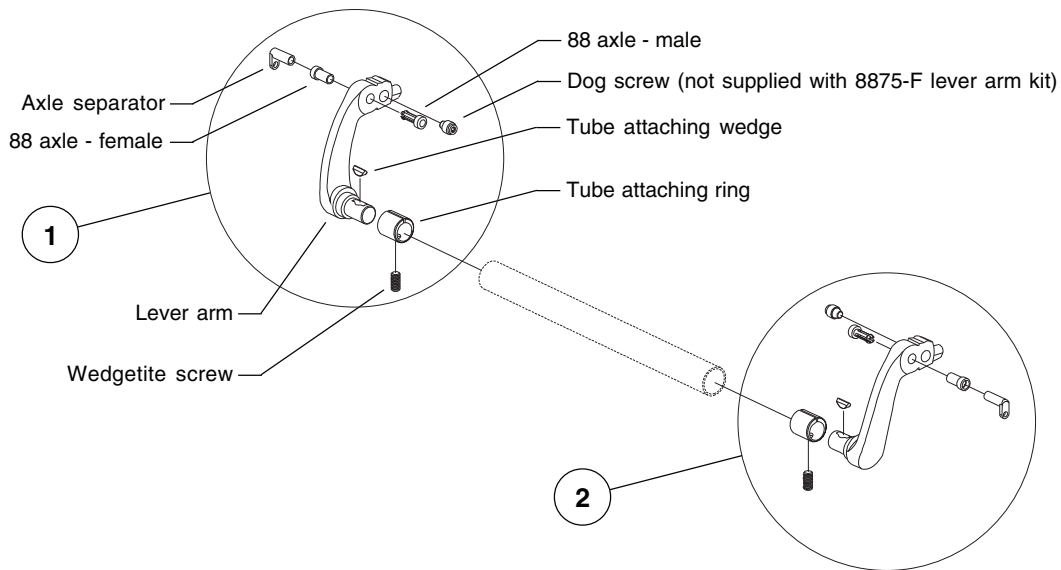 88 axle - male
Dog screw (not supplied with 8875-F lever arm kit)
Axle separator
Tube attaching wedge
88 axle - female
Tube attaching ring
1
Lever arm
Wedgetite screw
2